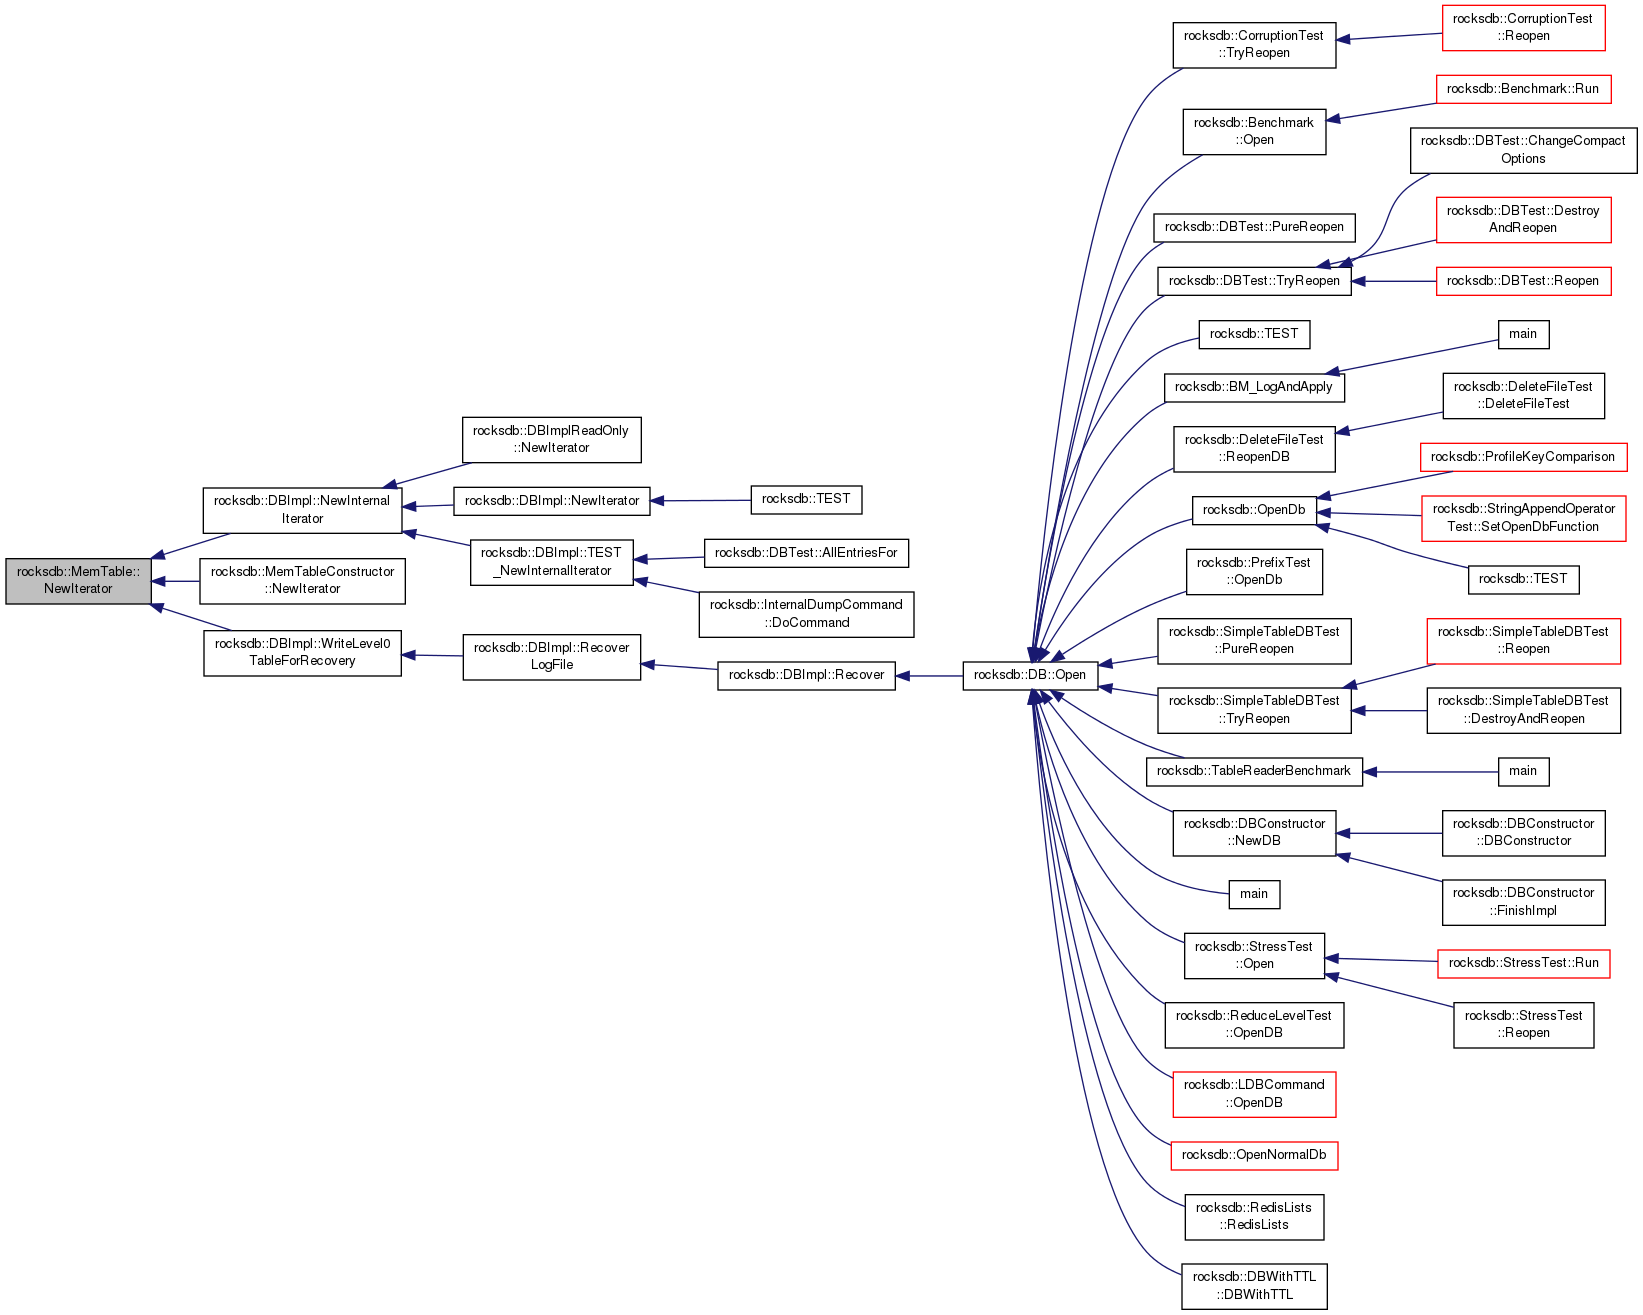 rocksdb::MemTable::
NewIterator
rocksdb::DBImpl::NewInternal
Iterator
rocksdb::MemTableConstructor
::NewIterator
rocksdb::DBImpl::WriteLevel0
TableForRecovery
rocksdb::DBImplReadOnly
::NewIterator
rocksdb::DBImpl::NewIterator
rocksdb::DBImpl::TEST
_NewInternalIterator
rocksdb::DBImpl::Recover
LogFile
rocksdb::TEST
rocksdb::DBTest::AllEntriesFor
rocksdb::InternalDumpCommand
::DoCommand
rocksdb::DBImpl::Recover
rocksdb::DB::Open
rocksdb::CorruptionTest
::TryReopen
rocksdb::Benchmark
::Open
rocksdb::DBTest::PureReopen
rocksdb::DBTest::TryReopen
rocksdb::TEST
rocksdb::BM_LogAndApply
rocksdb::DeleteFileTest
::ReopenDB
rocksdb::OpenDb
rocksdb::PrefixTest
::OpenDb
rocksdb::SimpleTableDBTest
::PureReopen
rocksdb::SimpleTableDBTest
::TryReopen
rocksdb::TableReaderBenchmark
rocksdb::DBConstructor
::NewDB
main
rocksdb::StressTest
::Open
rocksdb::ReduceLevelTest
::OpenDB
rocksdb::LDBCommand
::OpenDB
rocksdb::OpenNormalDb
rocksdb::RedisLists
::RedisLists
rocksdb::DBWithTTL
::DBWithTTL
rocksdb::CorruptionTest
::Reopen
rocksdb::Benchmark::Run
rocksdb::DBTest::ChangeCompact
Options
rocksdb::DBTest::Destroy
AndReopen
rocksdb::DBTest::Reopen
main
rocksdb::DeleteFileTest
::DeleteFileTest
rocksdb::ProfileKeyComparison
rocksdb::StringAppendOperator
Test::SetOpenDbFunction
rocksdb::TEST
rocksdb::SimpleTableDBTest
::Reopen
rocksdb::SimpleTableDBTest
::DestroyAndReopen
main
rocksdb::DBConstructor
::DBConstructor
rocksdb::DBConstructor
::FinishImpl
rocksdb::StressTest::Run
rocksdb::StressTest
::Reopen